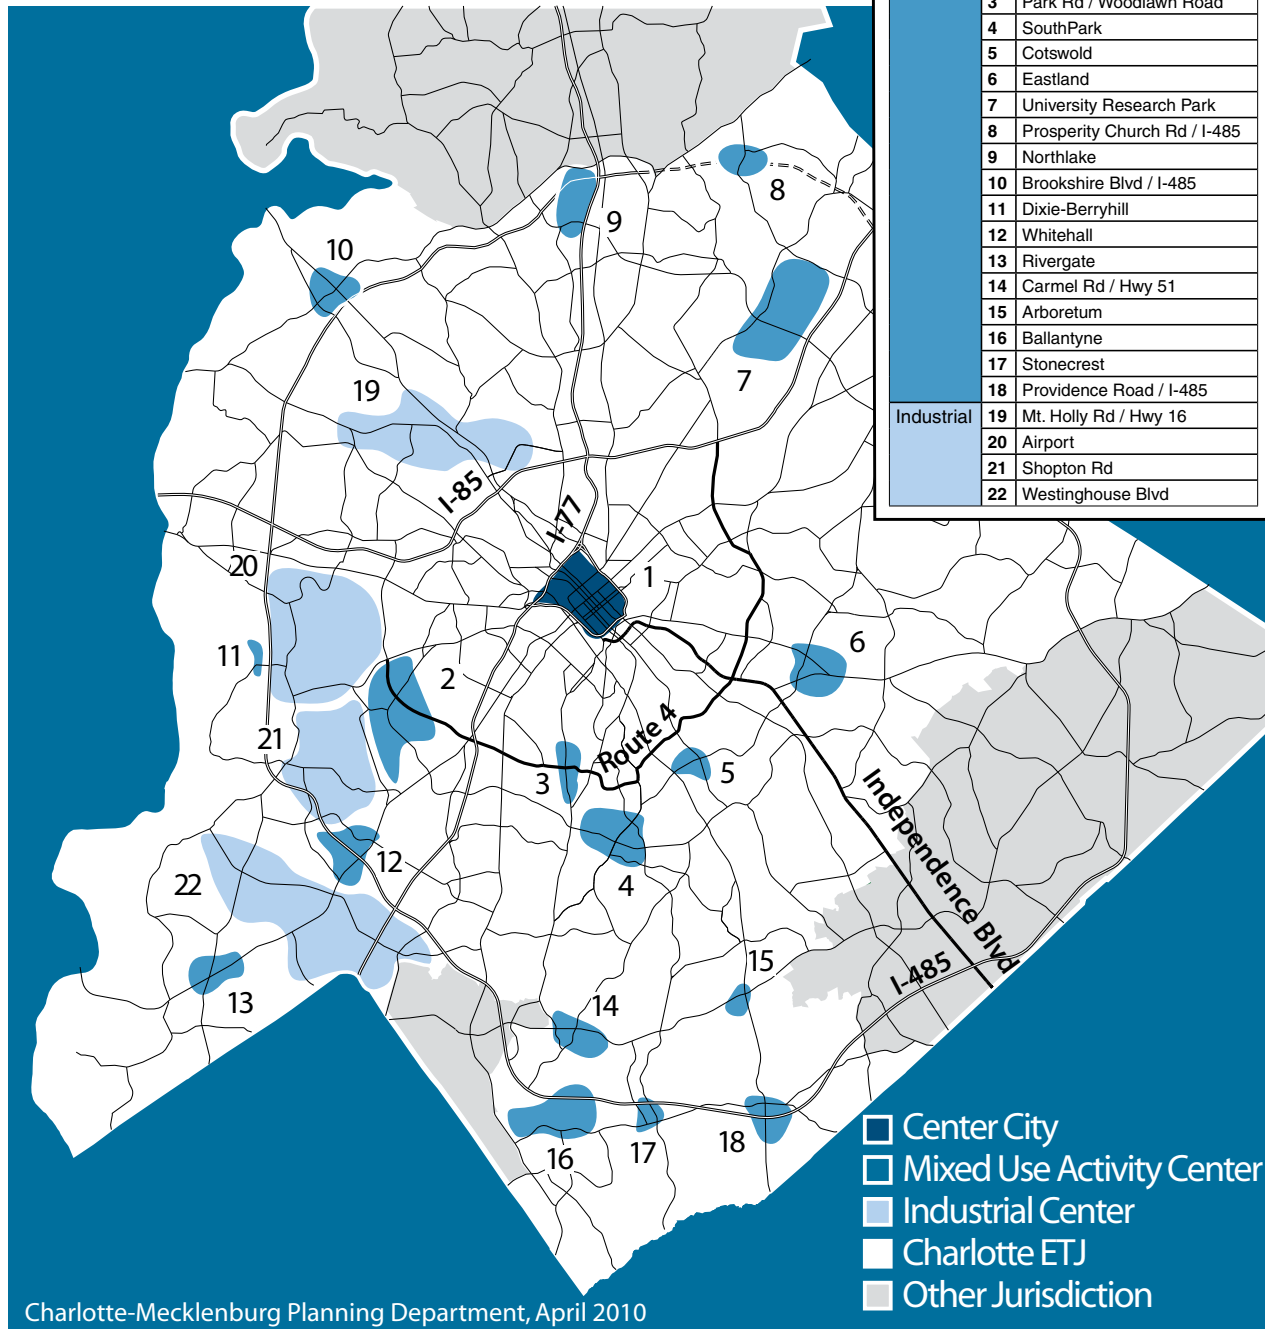 3 Park Rd / Woodlawn Road
4 SouthPark
5 Cotswold
6 Eastland
7 University Research Park
8 Prosperity Church Rd / I-485
9 Northlake
10 Brookshire Blvd / I-485
11 Dixie-Berryhill
12 Whitehall
13 Rivergate
14 Carmel Rd / Hwy 51
15 Arboretum
16 Ballantyne
17 Stonecrest
18 Providence Road / I-485
Industrial 19 Mt. Holly Rd / Hwy 16
20 Airport
21 Shopton Rd
22 Westinghouse Blvd
8
9
10
7
19
I-85
I-77
20
1
11
2
6
21
Route 4
3
5
Independence Blvd
12
22
4
15
I-485
13
14
16
17
18
Center City
Mixed Use Activity Center
Industrial Center
Charlotte ETJ
Other Jurisdiction
Charlotte-Mecklenburg Planning Department, April 2010